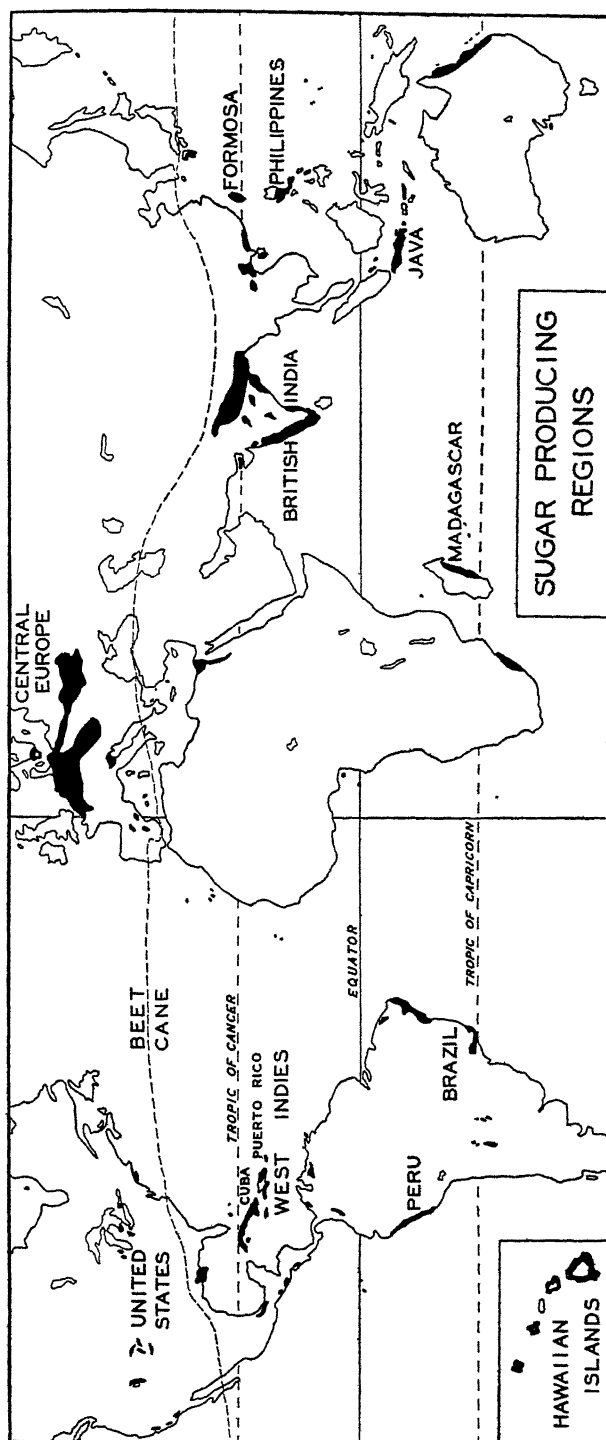 UNITED
STATES
BEET
CANE
CENTRAL
EUROPE
TROPIC OF CANCER
CUBA
PUERTO RICO
WEST INDIES
BRITISH INDIA
FORMOSA
PHILIPPINES
EQUATOR
JAVA
PERU
BRAZIL
MADAGASCAR
TROPIC OF CAPRICORN
HAWAIIAN
ISLANDS
SUGAR PRODUCING
REGIONS